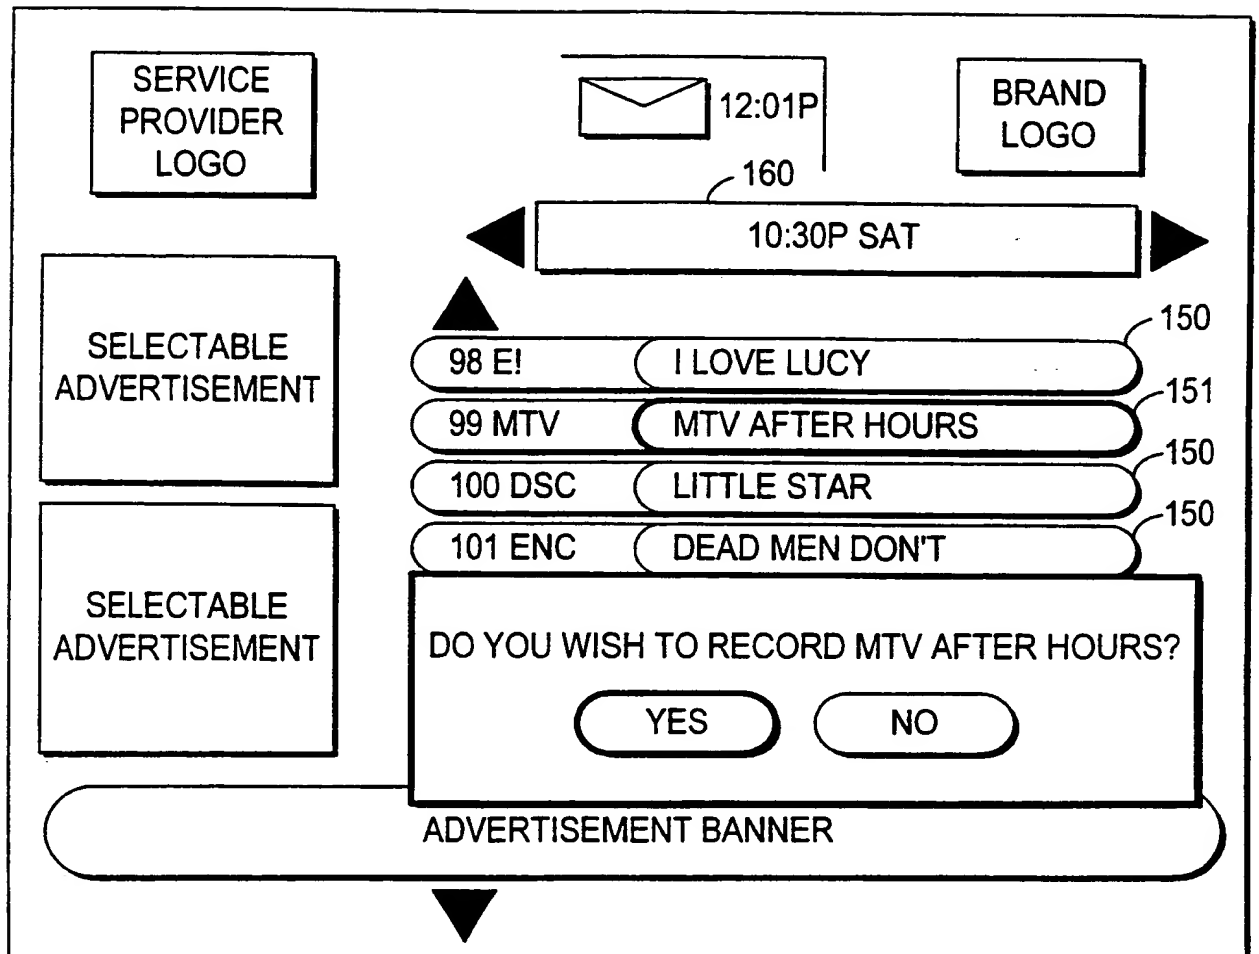 SERVICE
PROVIDER
LOGO
12:01P
BRAND
LOGO
160
10:30P SAT
SELECTABLE
ADVERTISEMENT
150
98 E! I LOVE LUCY
151
99 MTV MTV AFTER HOURS
150
100 DSC LITTLE STAR
150
101 ENC DEAD MEN DON'T
SELECTABLE
ADVERTISEMENT
DO YOU WISH TO RECORD MTV AFTER HOURS?
YES NO
ADVERTISEMENT BANNER